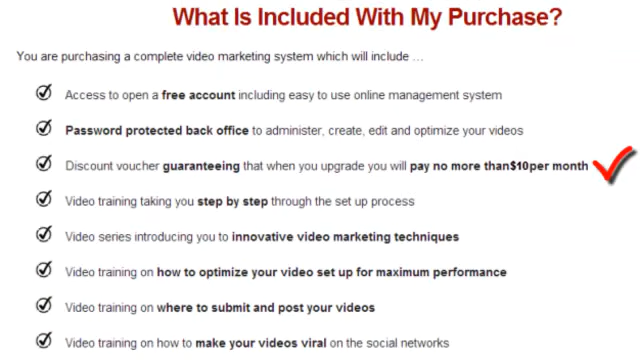 What Is Included With My Purchase?
You are purchasing a complete video marketing system which will include ...
Access to open a free account including easy to use online management system
Password protected back office to administer, create, edit and optimize your videos
Discount voucher guaranteeing that when you upgrade you will pay no more than$10per month
Video training taking you step by step through the set up process
Video series introducing you to innovative video marketing techniques
Video training on how to optimize your video set up for maximum performance
Video training on where to submit and post your videos
Video training on how to make your videos viral on the social networks